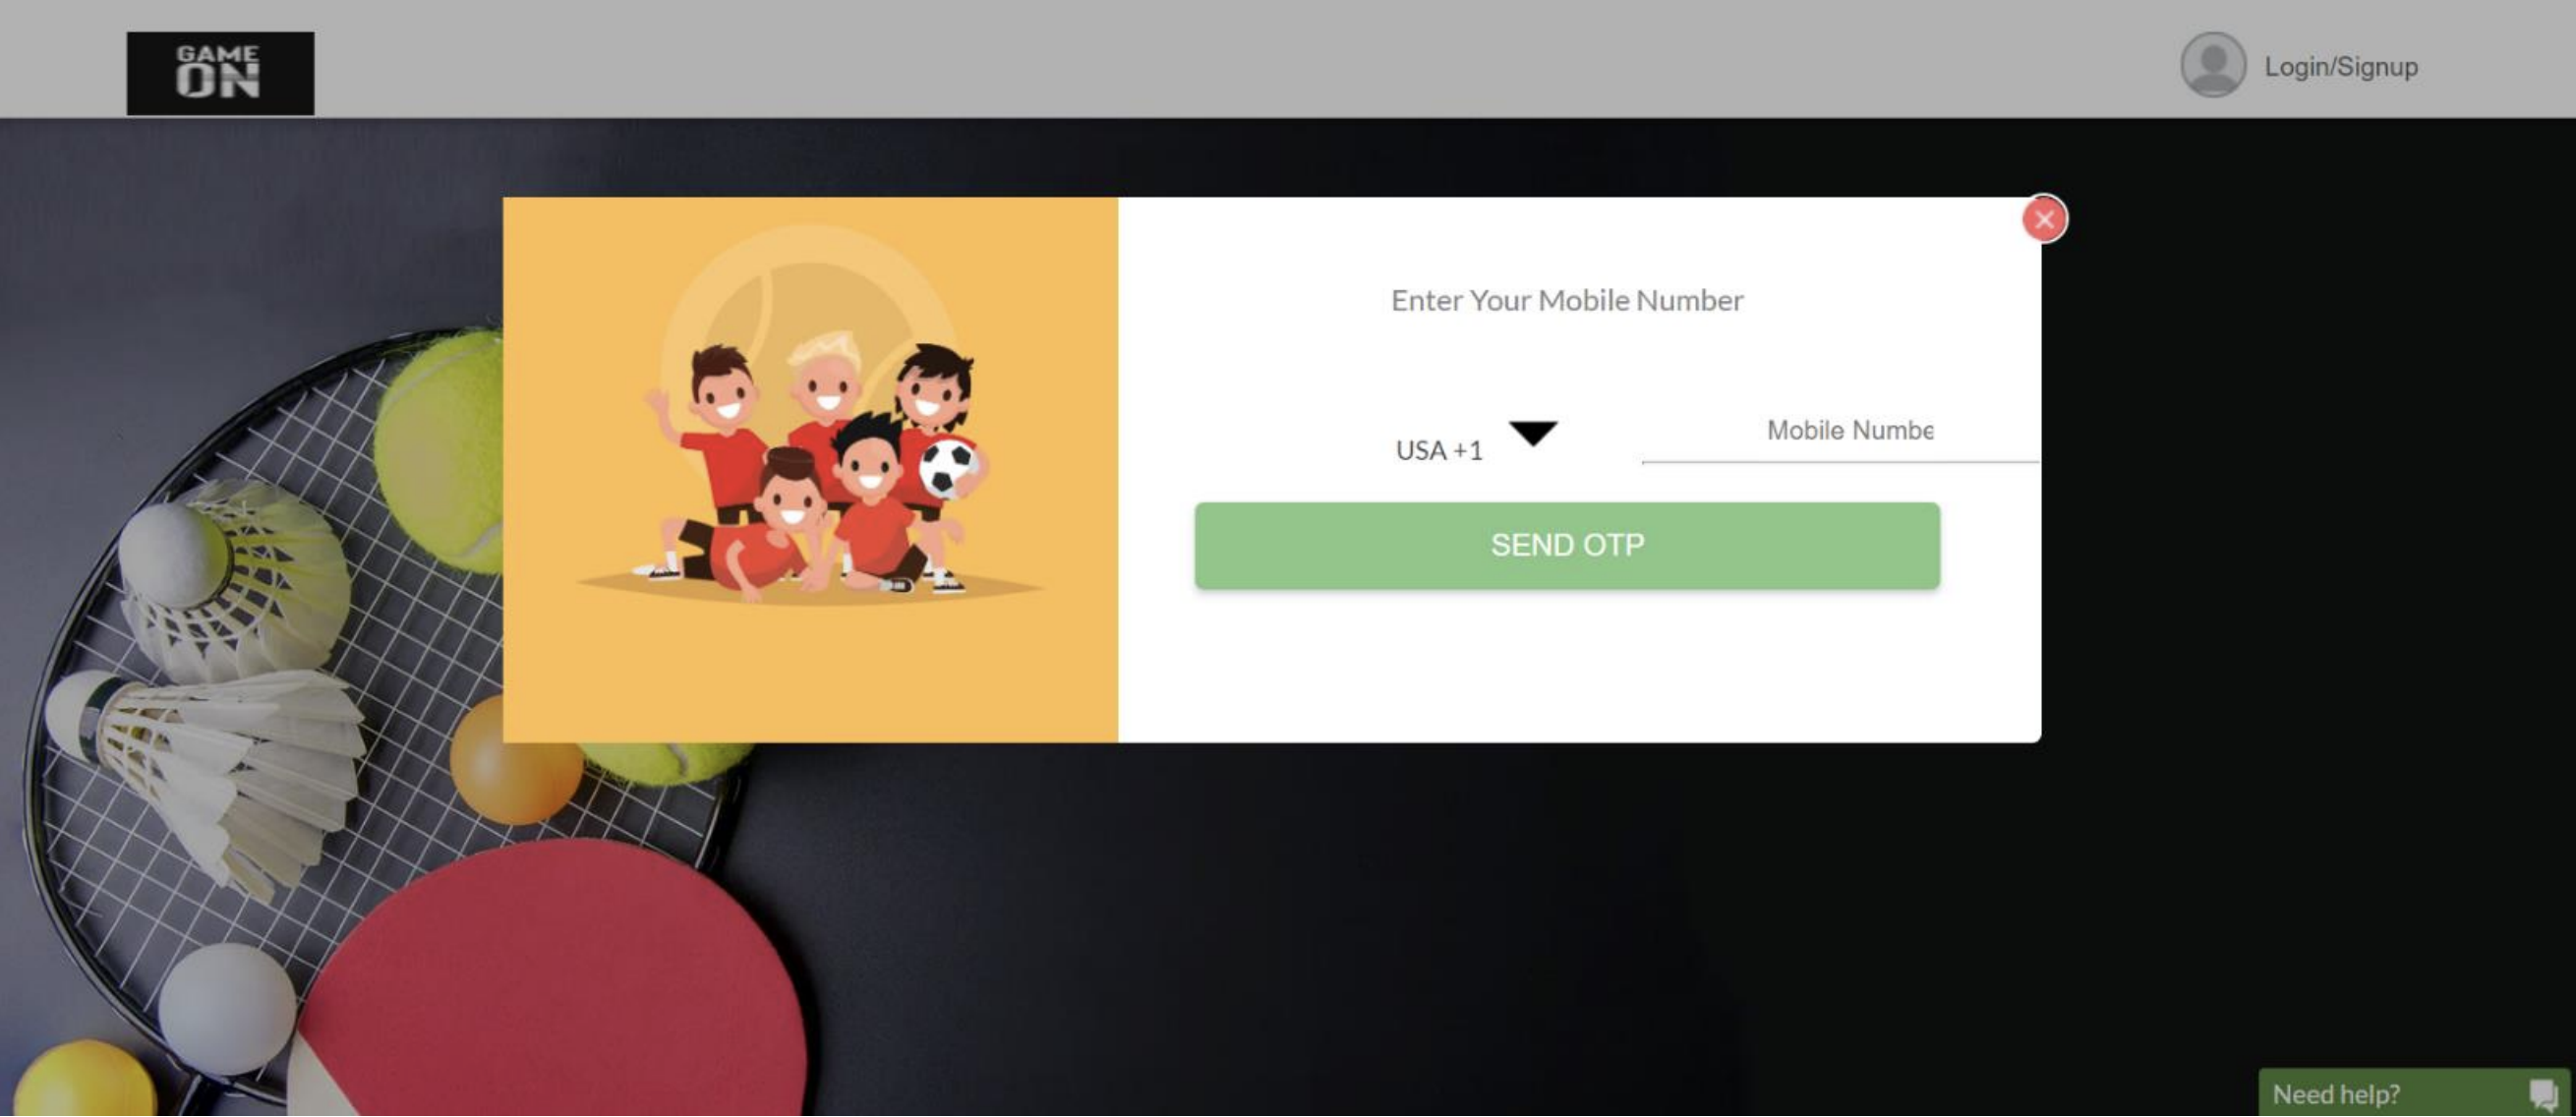 GAME
ON
Login/Signup
Enter Your Mobile Number
USA +1
Mobile Numbe
SEND OTP
Need help?